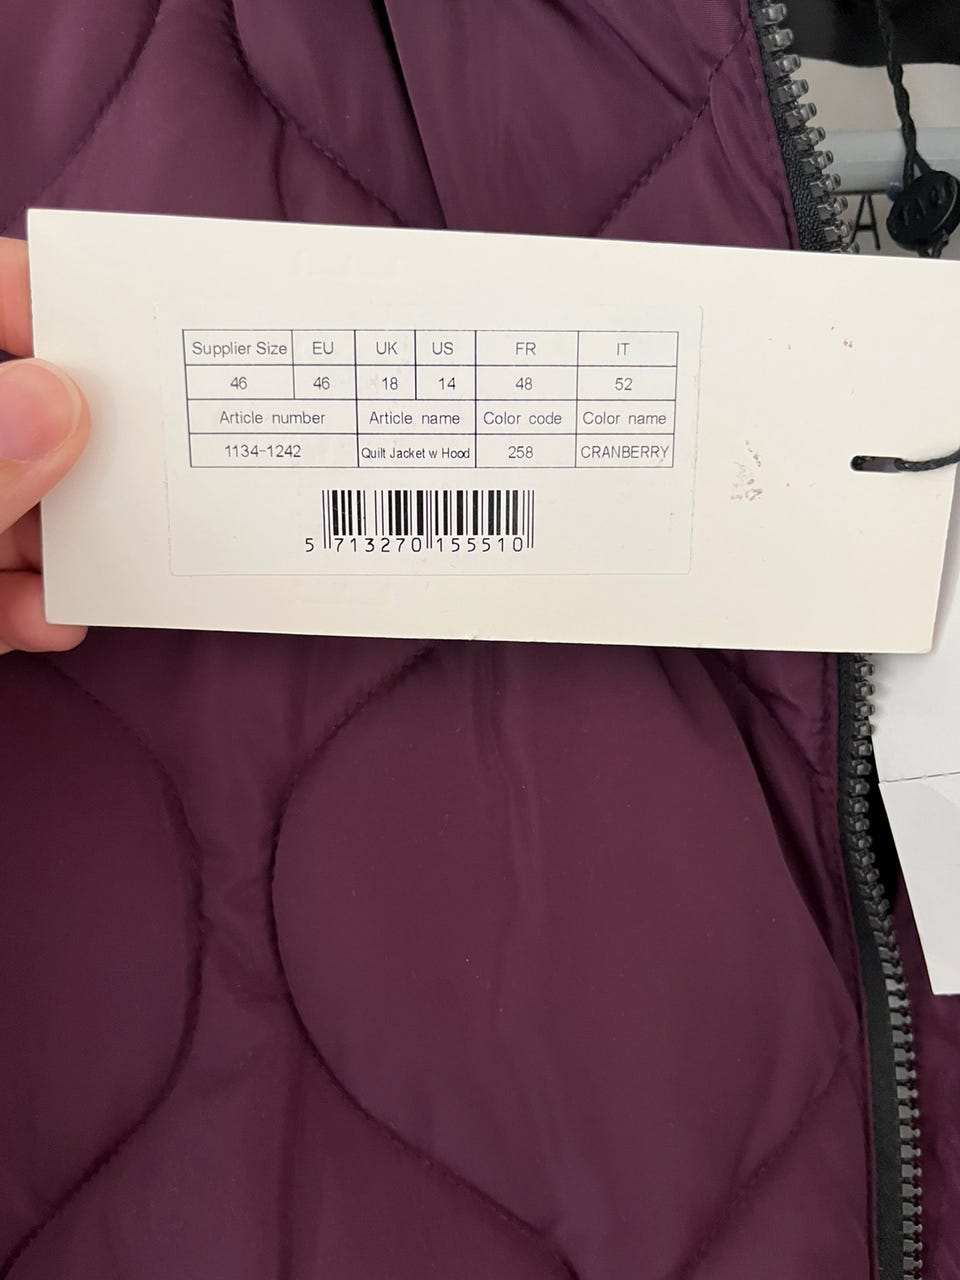 Supplier Size EU UK US FR IT
46 46 18 14 48 52
Article number Article name Color code Color name
1134-1242 Quilt Jacket w Hood 258 CRANBERRY
5 713270 155510